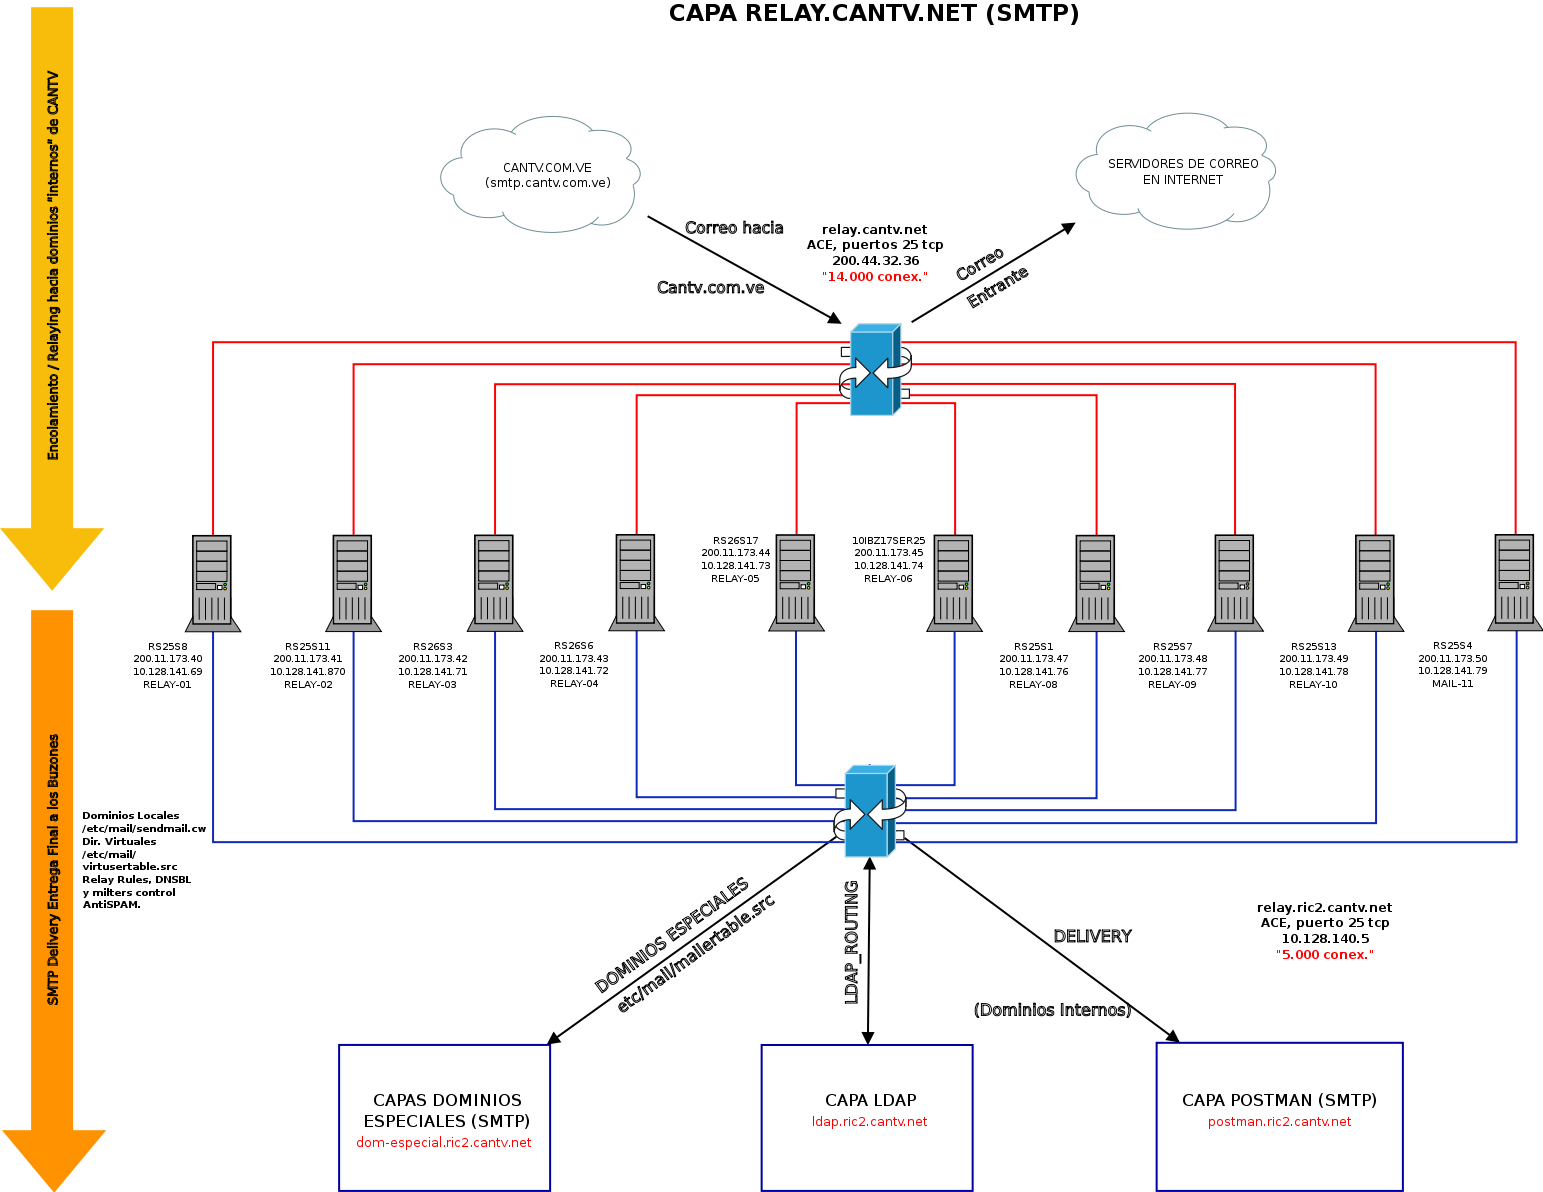 CAPA RELAY.CANTV.NET (SMTP)
Encolamiento / Relaying hacia dominios "internos" de CANTV
CANTV.COM.VE
(smtp.cantv.com.ve)
SERVIDORES DE CORREO
EN INTERNET
Correo hacia
Cantv.com.ve
relay.cantv.net
ACE, puertos 25 tcp
200.44.32.36
"14.000 conex."
Correo
Entrante
RS25S8
200.11.173.40
10.128.141.69
RELAY-01
RS25S11
200.11.173.41
10.128.141.870
RELAY-02
RS26S3
200.11.173.42
10.128.141.71
RELAY-03
RS26S6
200.11.173.43
10.128.141.72
RELAY-04
RS26S17
200.11.173.44
10.128.141.73
RELAY-05
10IBZ17SER25
200.11.173.45
10.128.141.74
RELAY-06
RS25S1
200.11.173.47
10.128.141.76
RELAY-08
RS25S7
200.11.173.48
10.128.141.77
RELAY-09
RS25S13
200.11.173.49
10.128.141.78
RELAY-10
RS25S4
200.11.173.50
10.128.141.79
MAIL-11
SMTP Delivery Entrega Final a los Buzones
Dominios Locales
/etc/mail/sendmail.cw
Dir. Virtuales
/etc/mail/
virtusertable.src
Relay Rules, DNSBL
y milters control
AntiSPAM.
DOMINIOS ESPECIALES
etc/mail/mailertable.src
LDAP_ROUTING
DELIVERY
(Dominios Internos)
relay.ric2.cantv.net
ACE, puerto 25 tcp
10.128.140.5
"5.000 conex."
CAPAS DOMINIOS
ESPECIALES (SMTP)
dom-especial.ric2.cantv.net
CAPA LDAP
ldap.ric2.cantv.net
CAPA POSTMAN (SMTP)
postman.ric2.cantv.net